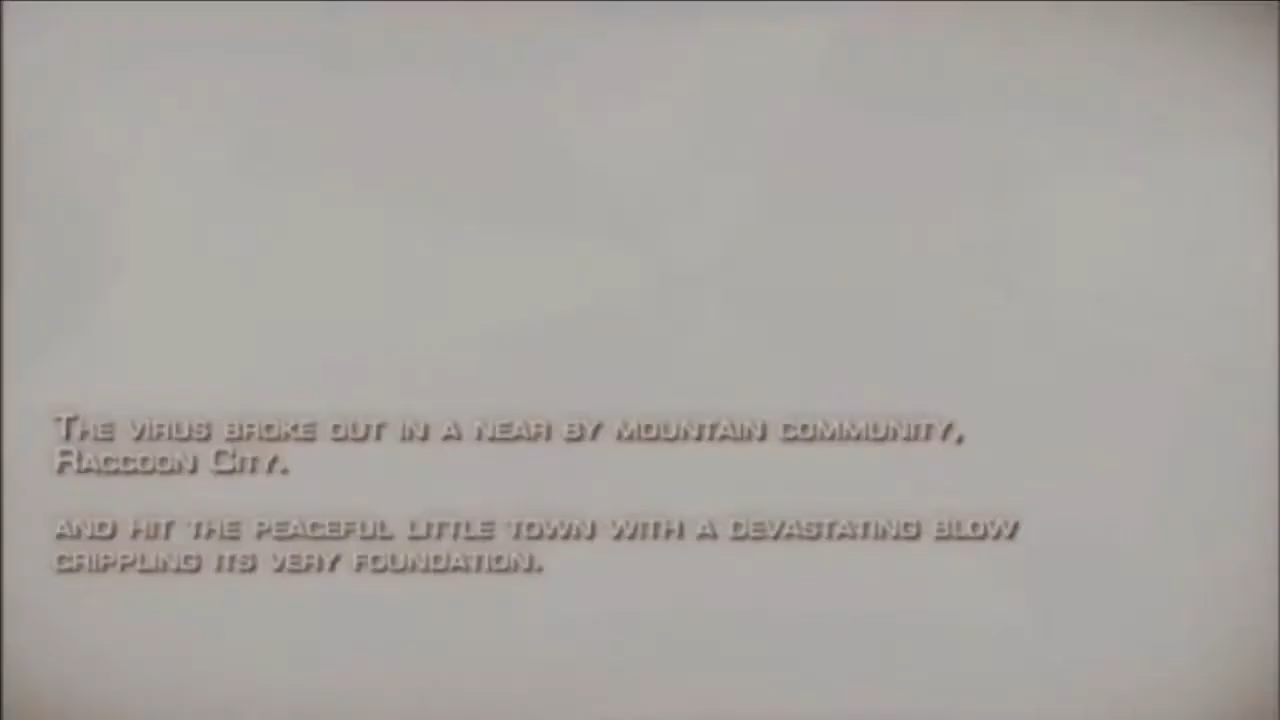 The virus broke out in a near by mountain community,
Raccoon City.
and hit the peaceful little town with a devastating blow
crippling its very foundation.